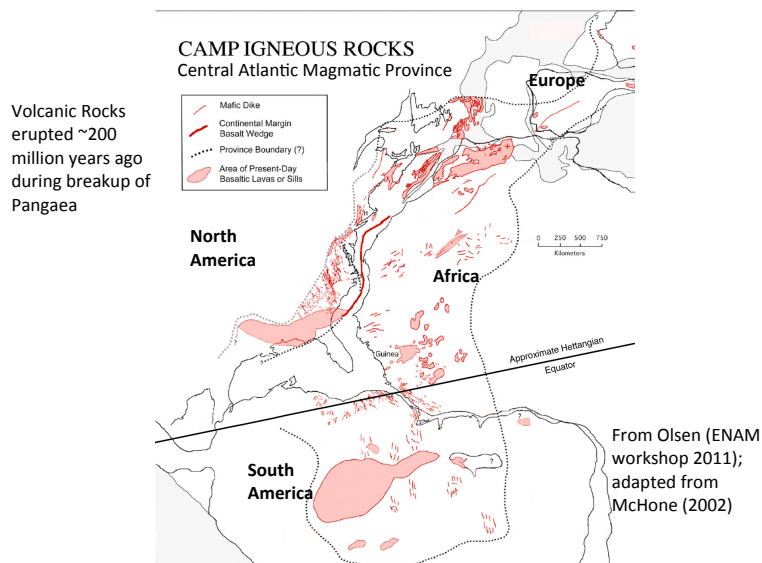 CAMP IGNEOUS ROCKS
Central Atlantic Magmatic Province
Volcanic Rocks
erupted ~200
million years ago
during breakup of
Pangaea
Mafic Dike
Continental Margin
Basalt Wedge
Province Boundary (?)
Area of Present-Day
Basaltic Lavas or Sills
Europe
North
America
Africa
0 250 500 750
Kilometers
H
?
?
Guinea
Approximate Hettangian
Equator
?
?
South
America
From Olsen (ENAM
workshop 2011);
adapted from
McHone (2002)